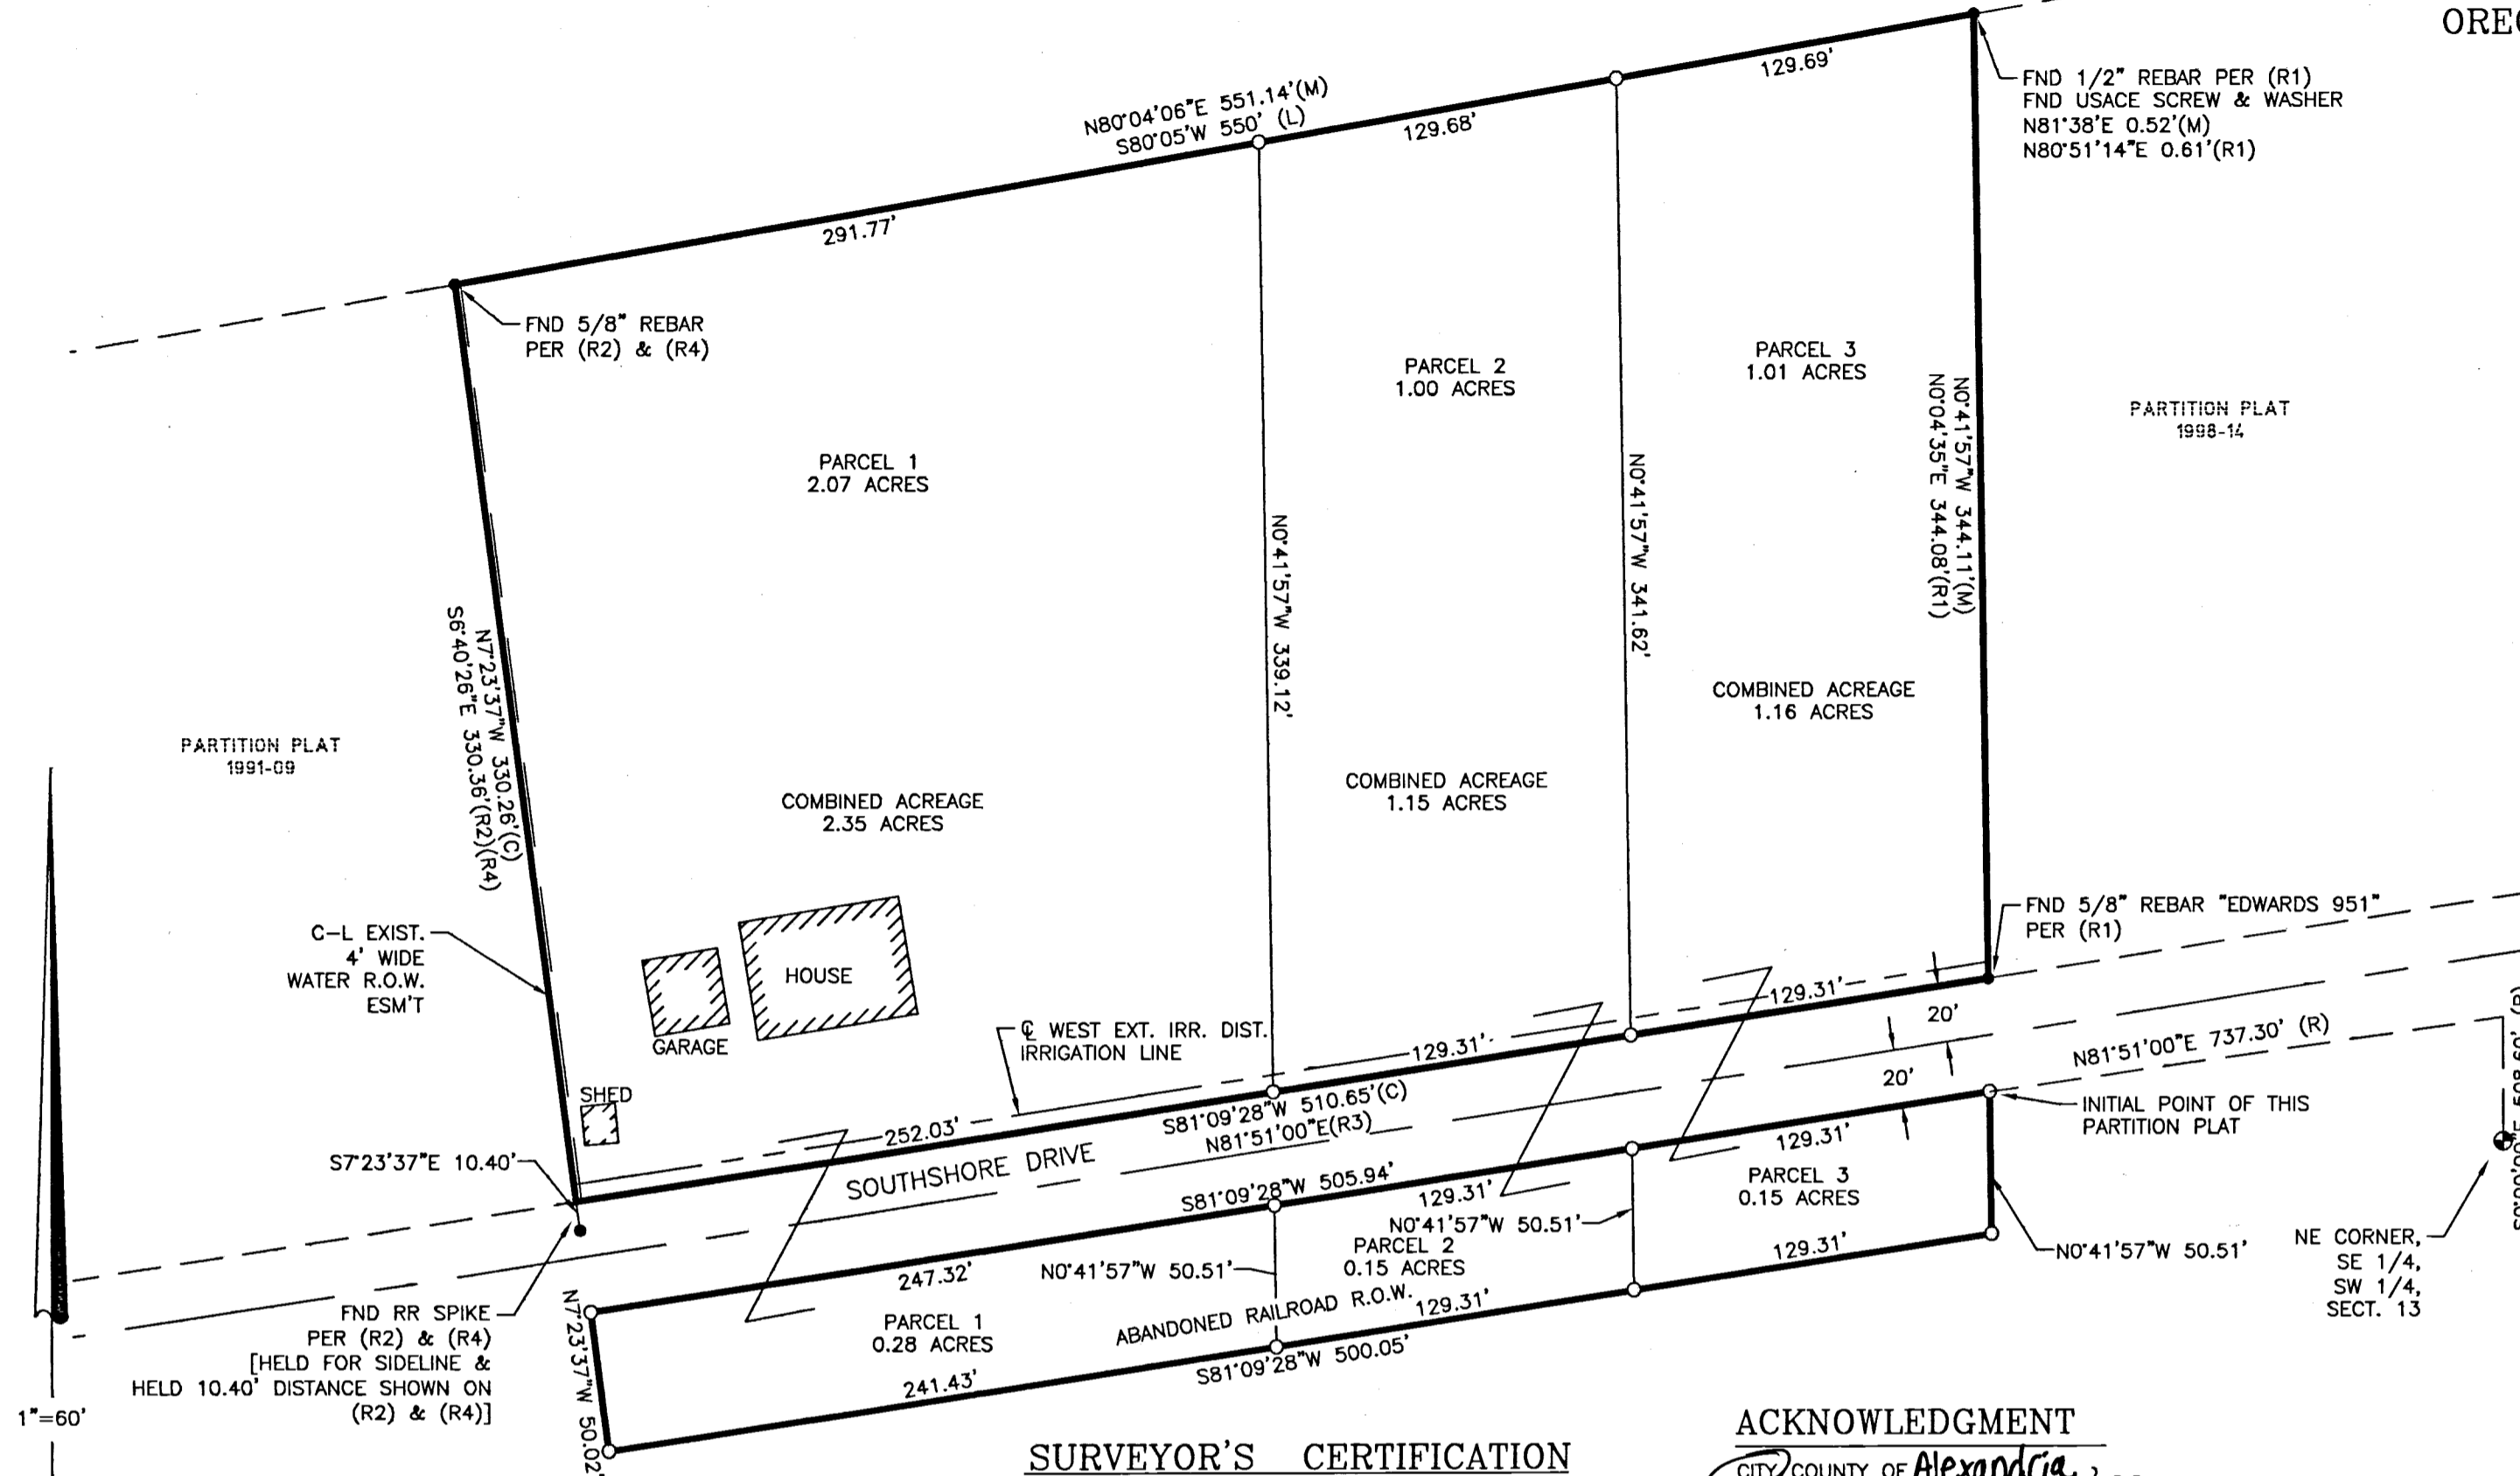 OREG
FND 1/2" REBAR PER (R1)
FND USACE SCREW & WASHER
N81°38'E 0.52'(M)
N80°51'14"E 0.61'(R1)
129.69'
N80°04'06"E 551.14'(M)
S80°05'W 550' (L)
129.68'
291.77'
FND 5/8" REBAR
PER (R2) & (R4)
PARCEL 1
2.07 ACRES
PARCEL 2
1.00 ACRES
PARCEL 3
1.01 ACRES
N0°41'57"W 344.11'(M)
N0°04'35"E 344.08'(R1)
PARTITION PLAT
1998-14
N0°41'57"W 341.62'
N0°41'57"W 339.12'
N7°23'37"W 330.26'(C)
S6°40'26"E 330.36'(R2)(R4)
PARTITION PLAT
1991-09
COMBINED ACREAGE
2.35 ACRES
COMBINED ACREAGE
1.15 ACRES
COMBINED ACREAGE
1.16 ACRES
C-L EXIST.
4' WIDE
WATER R.O.W.
ESM'T
HOUSE
GARAGE
SHED
℄ WEST EXT. IRR. DIST.
IRRIGATION LINE
FND 5/8" REBAR "EDWARDS 951"
PER (R1)
129.31'
129.31'
252.03'
20'
20'
N81°51'00"E 737.30' (R)
S81°09'28"W 510.65'(C)
N81°51'00"E(R3)
SOUTHSHORE DRIVE
INITIAL POINT OF THIS
PARTITION PLAT
S7°23'37"E 10.40'
S81°09'28"W 505.94'
129.31'
129.31'
247.32'
N0°41'57"W 50.51'
N0°41'57"W 50.51'
N0°41'57"W 50.51'
PARCEL 3
0.15 ACRES
PARCEL 2
0.15 ACRES
PARCEL 1
0.28 ACRES
ABANDONED RAILROAD R.O.W.
129.31'
129.31'
241.43'
S81°09'28"W 500.05'
N7°23'37"W 50.02'
NE CORNER,
SE 1/4,
SW 1/4,
SECT. 13
FND RR SPIKE
PER (R2) & (R4)
[HELD FOR SIDELINE &
HELD 10.40' DISTANCE SHOWN ON
(R2) & (R4)]
1"=60'
SURVEYOR'S CERTIFICATION
ACKNOWLEDGMENT
CITY COUNTY OF Alexandria